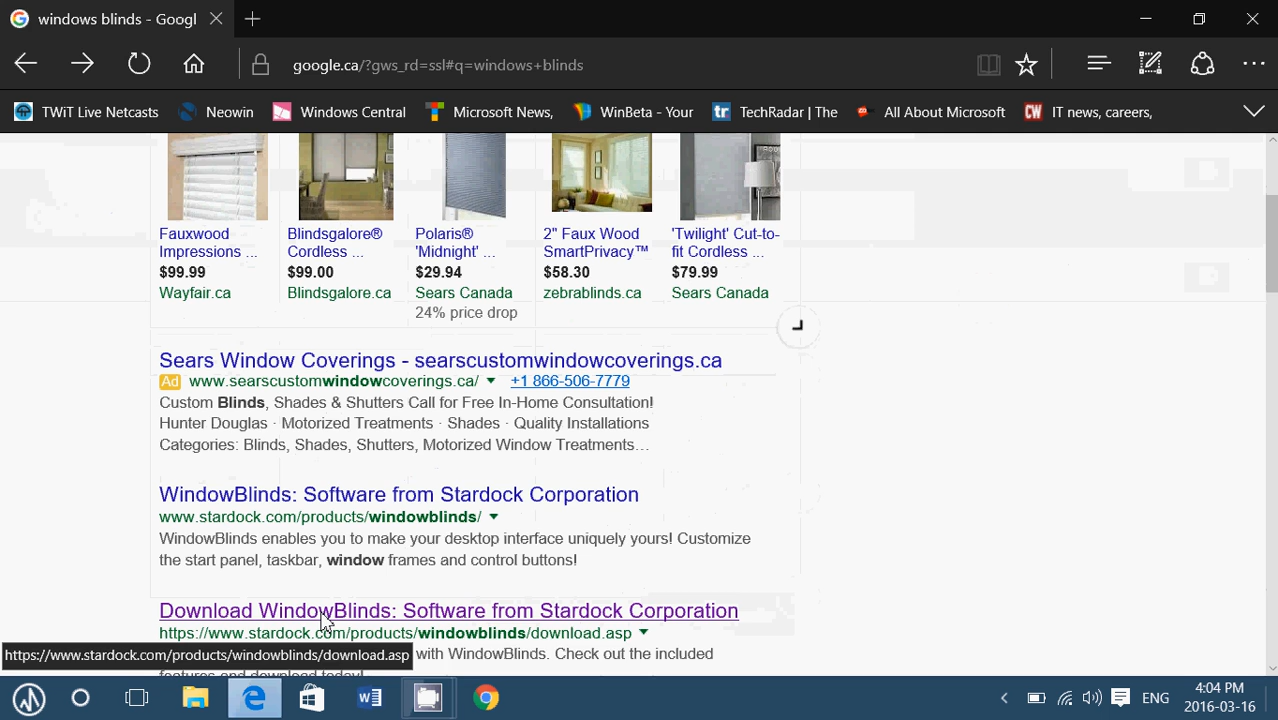 windows blinds - Googl
google.ca/?gws_rd=ssl#q=windows+blinds
TWiT Live Netcasts
Neowin
Windows Central
Microsoft News,
WinBeta - Your
tr TechRadar | The
All About Microsoft
CW IT news, careers,
Fauxwood Impressions ...
$99.99
Wayfair.ca
Blindsgalore® Cordless ...
$99.00
Blindsgalore.ca
Polaris® 'Midnight' ...
$29.94
Sears Canada
24% price drop
2" Faux Wood SmartPrivacy™
$58.30
zebrablinds.ca
'Twilight' Cut-to-fit Cordless ...
$79.99
Sears Canada
Sears Window Coverings - searscustomwindowcoverings.ca
Ad www.searscustomwindowcoverings.ca/ +1 866-506-7779
Custom Blinds, Shades & Shutters Call for Free In-Home Consultation!
Hunter Douglas · Motorized Treatments · Shades · Quality Installations
Categories: Blinds, Shades, Shutters, Motorized Window Treatments...
WindowBlinds: Software from Stardock Corporation
www.stardock.com/products/windowblinds/
WindowBlinds enables you to make your desktop interface uniquely yours! Customize
the start panel, taskbar, window frames and control buttons!
Download WindowBlinds: Software from Stardock Corporation
https://www.stardock.com/products/windowblinds/download.asp
https://www.stardock.com/products/windowblinds/download.asp with WindowBlinds. Check out the included
features and download today!
ENG
4:04 PM
2016-03-16